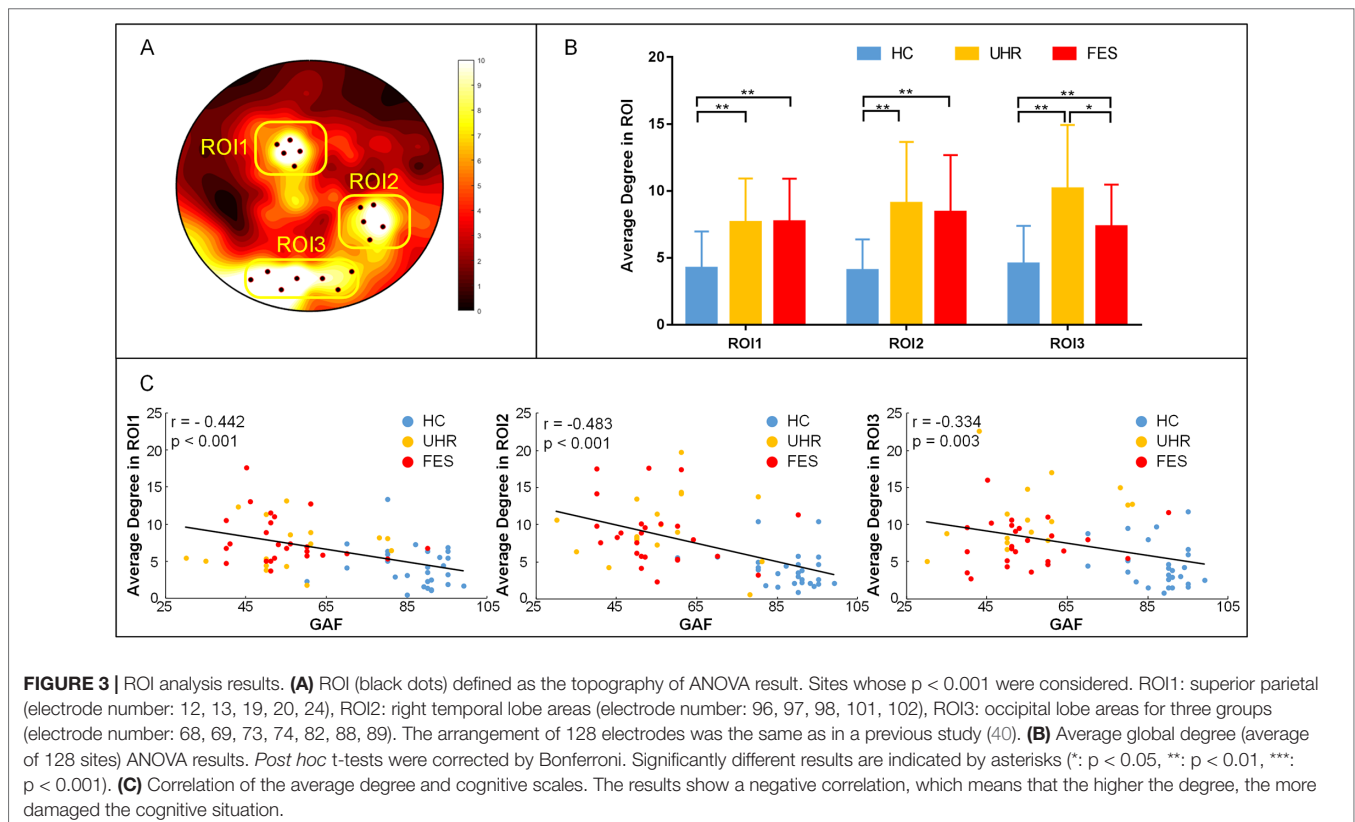 A
ROI1
ROI2
ROI3
10
9
8
7
6
5
4
3
2
1
0
B
HC UHR FES
Average Degree in ROI
20
15
10
5
0
** ** ** ** ** ** *
ROI1 ROI2 ROI3
C
Average Degree in ROI1
r = - 0.442
p < 0.001
HC
UHR
FES
25
20
15
10
5
0
25 45 65 85 105
GAF
Average Degree in ROI2
r = -0.483
p < 0.001
HC
UHR
FES
25
20
15
10
5
0
25 45 65 85 105
GAF
Average Degree in ROI3
r = -0.334
p = 0.003
HC
UHR
FES
25
20
15
10
5
0
25 45 65 85 105
GAF
FIGURE 3 | ROI analysis results. (A) ROI (black dots) defined as the topography of ANOVA result. Sites whose p < 0.001 were considered. ROI1: superior parietal
(electrode number: 12, 13, 19, 20, 24), ROI2: right temporal lobe areas (electrode number: 96, 97, 98, 101, 102), ROI3: occipital lobe areas for three groups
(electrode number: 68, 69, 73, 74, 82, 88, 89). The arrangement of 128 electrodes was the same as in a previous study (40). (B) Average global degree (average
of 128 sites) ANOVA results. Post hoc t-tests were corrected by Bonferroni. Significantly different results are indicated by asterisks (*: p < 0.05, **: p < 0.01, ***:
p < 0.001). (C) Correlation of the average degree and cognitive scales. The results show a negative correlation, which means that the higher the degree, the more
damaged the cognitive situation.